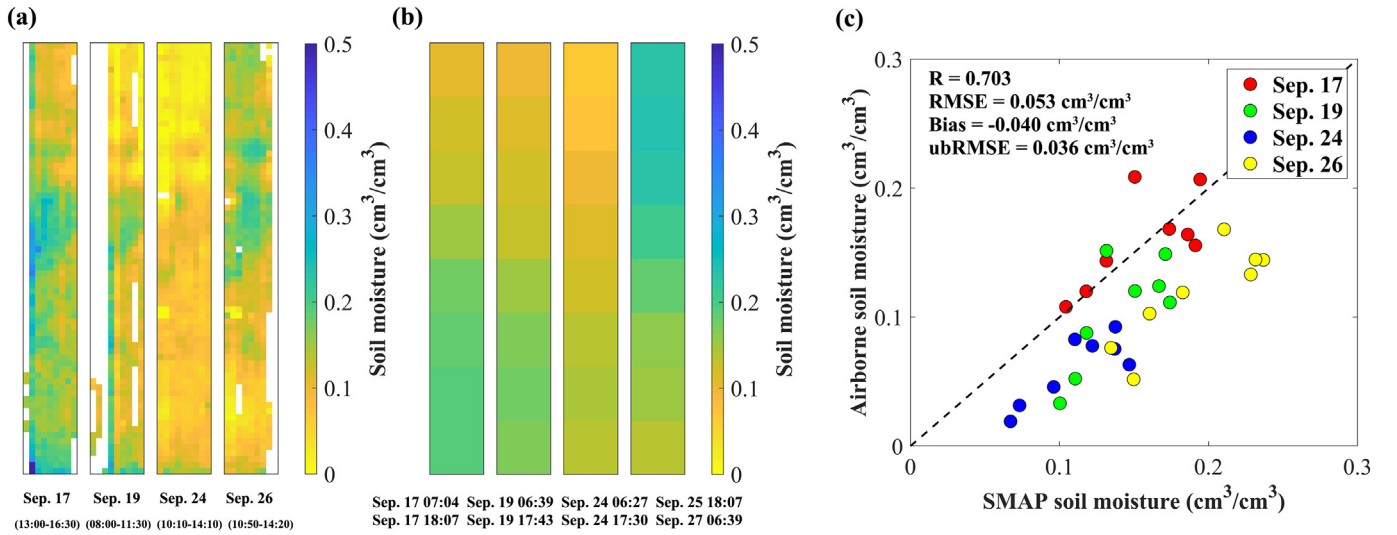 (a)
0.5
0.4
0.3
0.2
0.1
0
Soil moisture (cm³/cm³)
Sep. 17 Sep. 19 Sep. 24 Sep. 26
(13:00-16:30) (08:00-11:30) (10:10-14:10) (10:50-14:20)
(b)
0.5
0.4
0.3
0.2
0.1
0
Soil moisture (cm³/cm³)
Sep. 17 07:04 Sep. 19 06:39 Sep. 24 06:27 Sep. 25 18:07
Sep. 17 18:07 Sep. 19 17:43 Sep. 24 17:30 Sep. 27 06:39
(c)
Airborne soil moisture (cm³/cm³)
0.3
0.2
0.1
0
R = 0.703
RMSE = 0.053 cm³/cm³
Bias = -0.040 cm³/cm³
ubRMSE = 0.036 cm³/cm³
Sep. 17
Sep. 19
Sep. 24
Sep. 26
0 0.1 0.2 0.3
SMAP soil moisture (cm³/cm³)